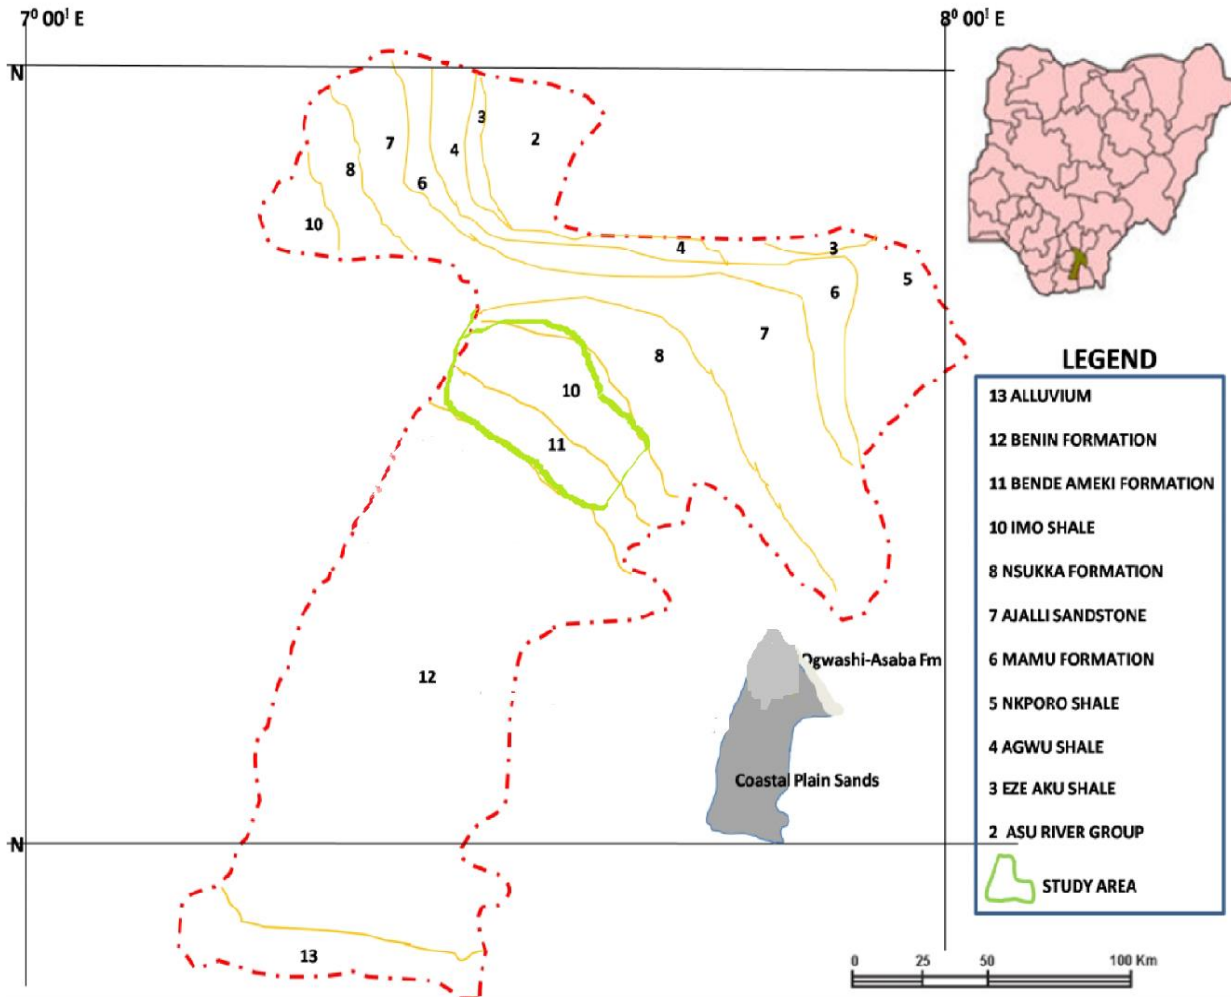 7⁰ 00ᴵ E
8⁰ 00ᴵ E
N
3
7
2
4
8
6
10
4
3
5
6
7
8
10
11
12
13
N
Ogwashi-Asaba Fm
Coastal Plain Sands
LEGEND
13 ALLUVIUM
12 BENIN FORMATION
11 BENDE AMEKI FORMATION
10 IMO SHALE
8 NSUKKA FORMATION
7 AJALLI SANDSTONE
6 MAMU FORMATION
5 NKPORO SHALE
4 AGWU SHALE
3 EZE AKU SHALE
2 ASU RIVER GROUP
STUDY AREA
0 25 50 100 Km